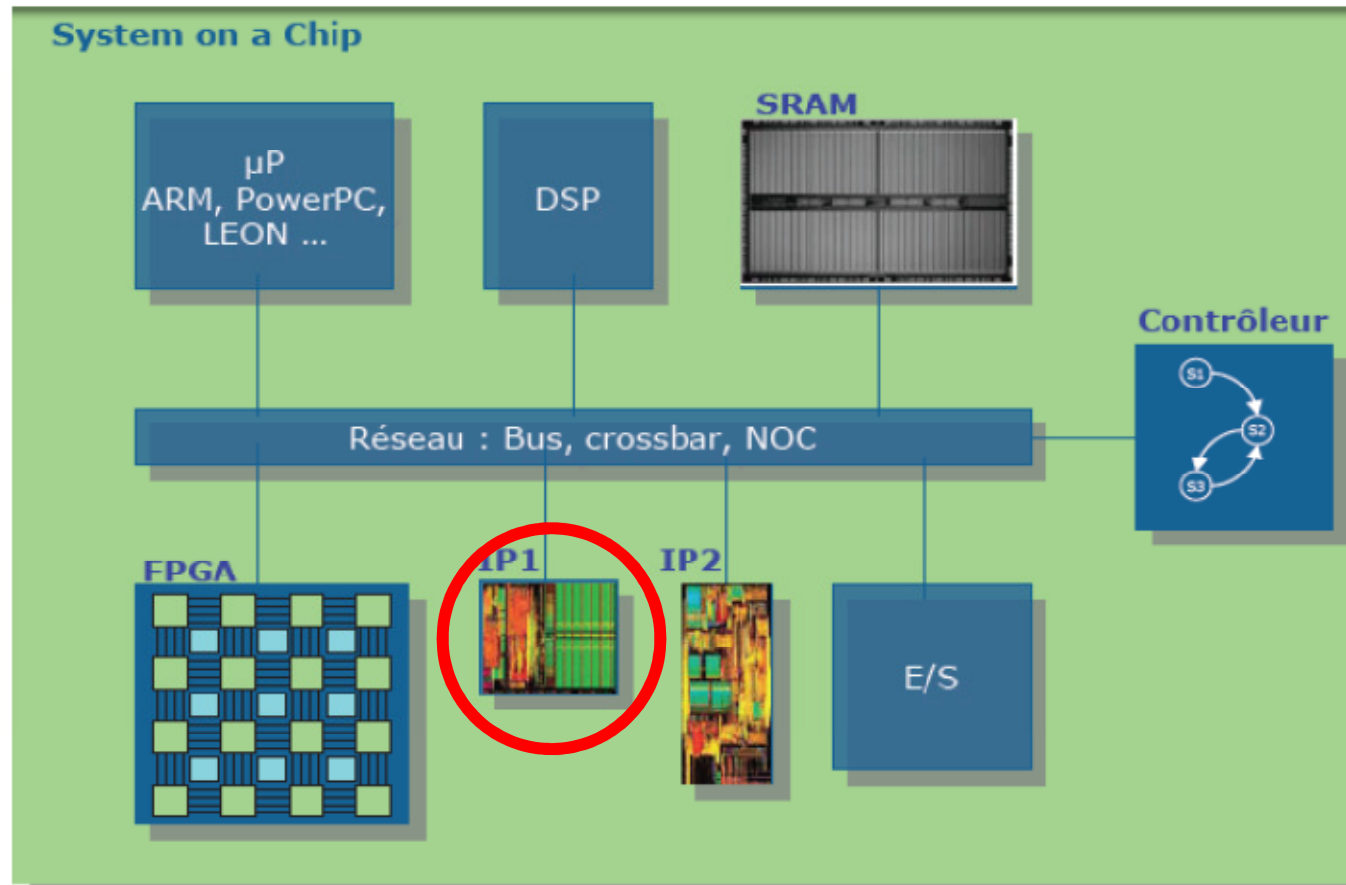 System on a Chip
SRAM
µP
ARM, PowerPC,
LEON ...
DSP
Contrôleur
S1
S2
S3
Réseau : Bus, crossbar, NOC
FPGA
IP1
IP2
E/S